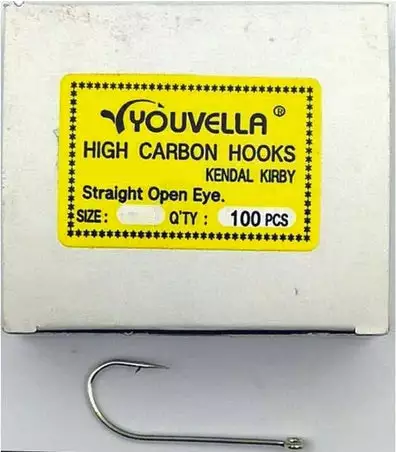 YOUVELLA ®
HIGH CARBON HOOKS
KENDAL KIRBY
Straight Open Eye.
SIZE: Q'TY: 100 PCS